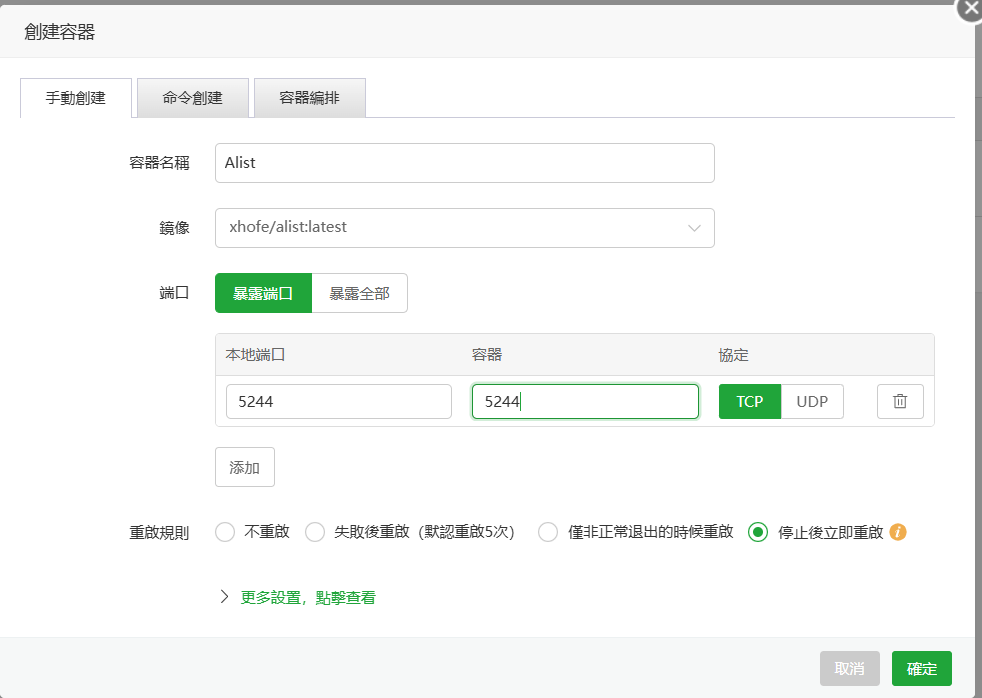 創建容器
手動創建 命令創建 容器編排
容器名稱 Alist
鏡像 xhofe/alist:latest
端口 暴露端口 暴露全部
本地端口 容器 協定
5244 5244 TCP UDP
添加
重啟規則 不重啟 失敗後重啟（默認重啟5次） 僅非正常退出的時候重啟 停止後立即重啟
更多設置，點擊查看
取消 確定